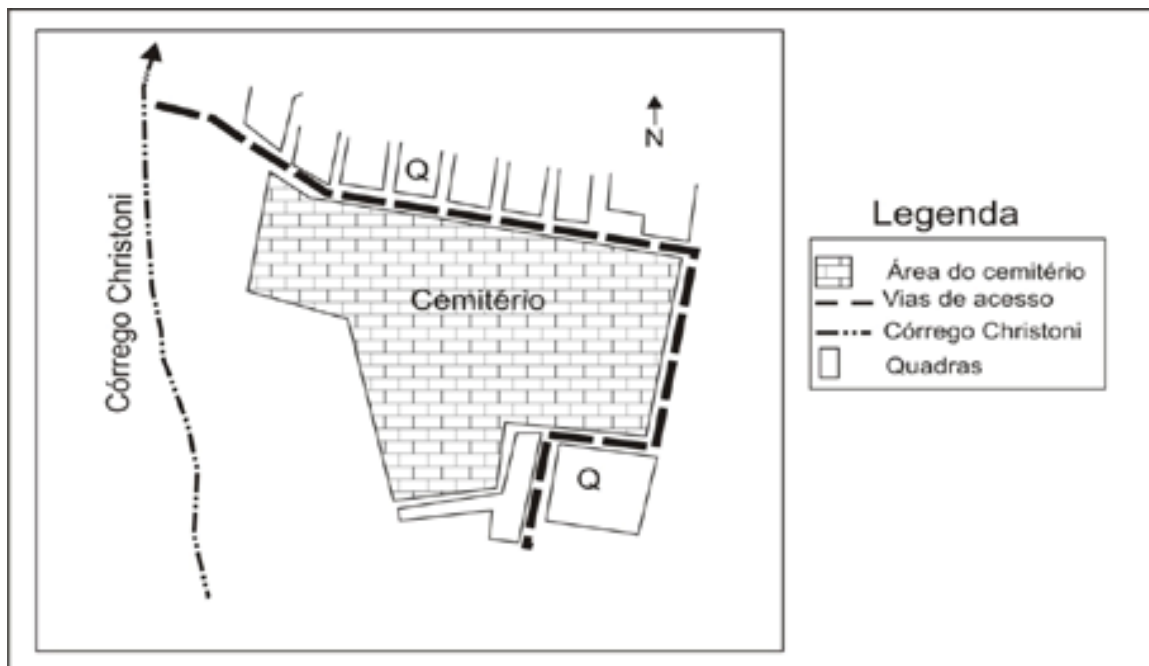 N
Q
Córrego Christoni
Cemitério
Q
Legenda
Área do cemitério
Vias de acesso
Córrego Christoni
Quadras